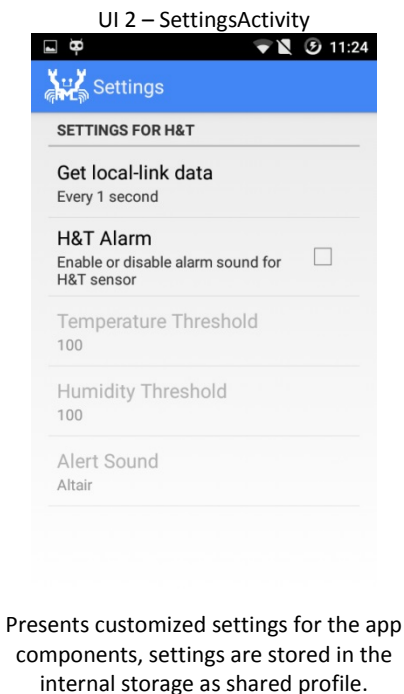 UI 2 – SettingsActivity
11:24
Settings
SETTINGS FOR H&T
Get local-link data
Every 1 second
H&T Alarm
Enable or disable alarm sound for
H&T sensor
Temperature Threshold
100
Humidity Threshold
100
Alert Sound
Altair
Presents customized settings for the app
components, settings are stored in the
internal storage as shared profile.